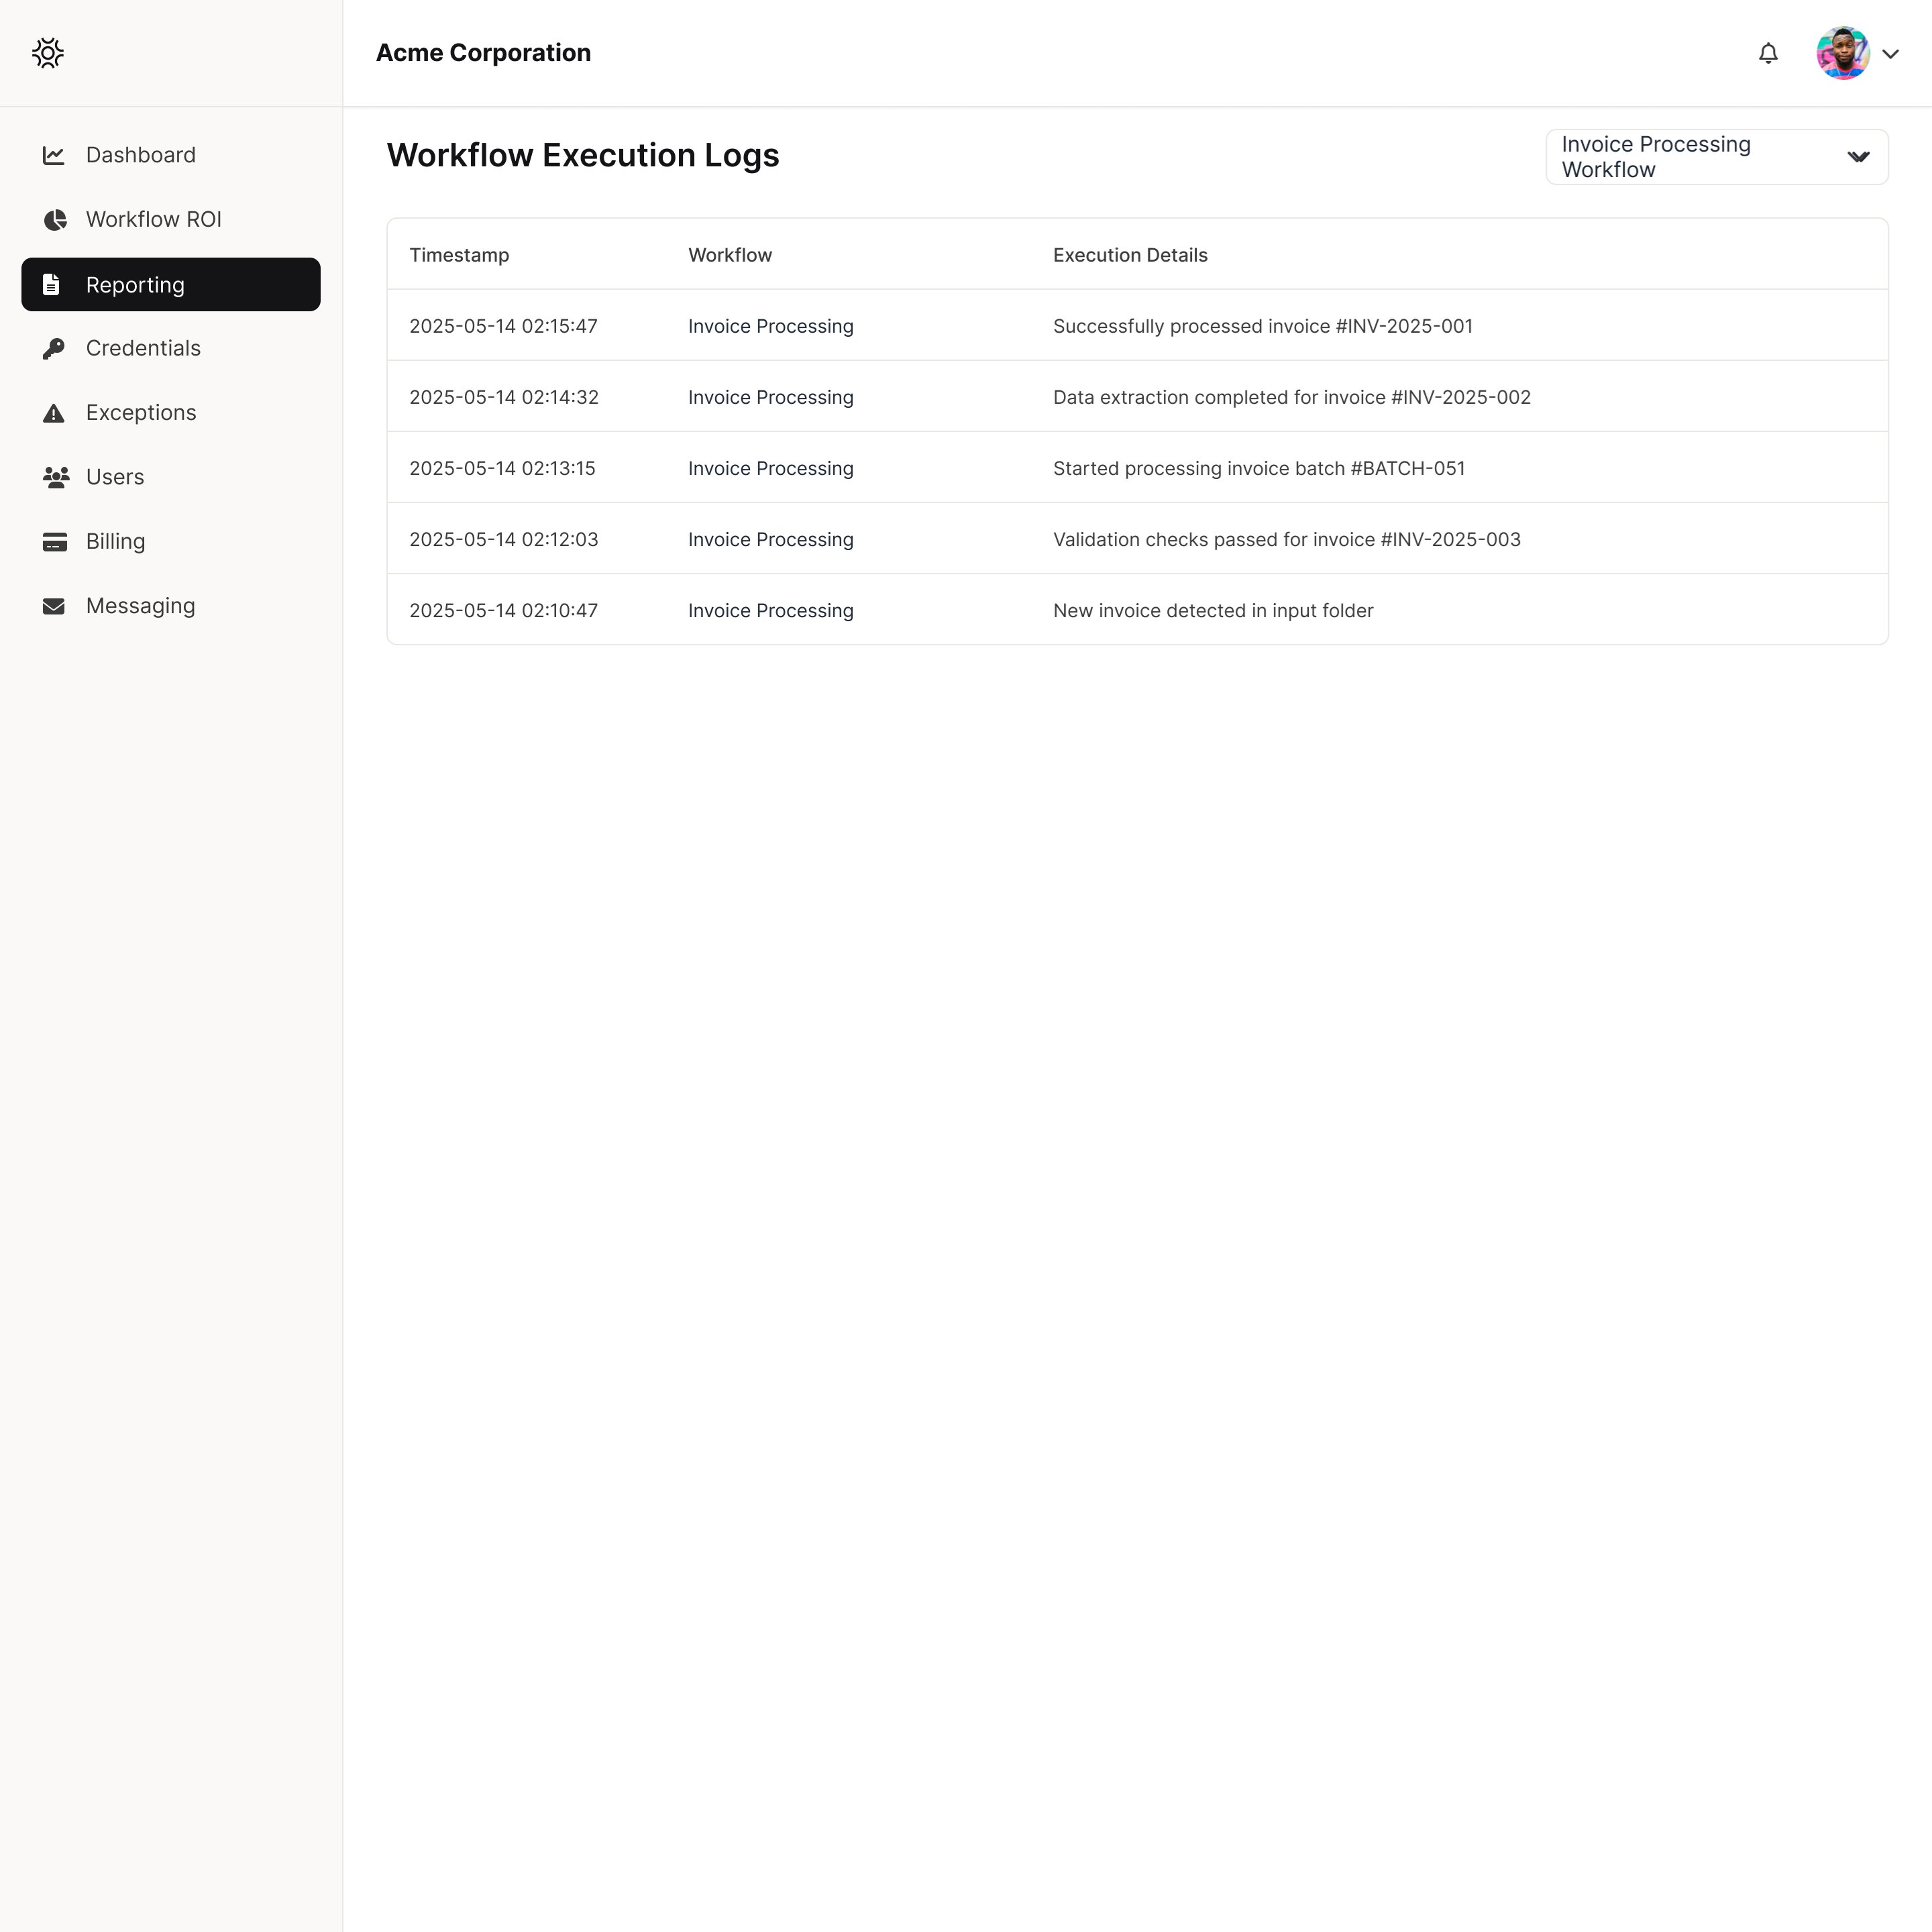 Acme Corporation
Dashboard
Workflow ROI
Reporting
Credentials
Exceptions
Users
Billing
Messaging
Workflow Execution Logs
Invoice Processing
Workflow
Timestamp Workflow Execution Details
2025-05-14 02:15:47 Invoice Processing Successfully processed invoice #INV-2025-001
2025-05-14 02:14:32 Invoice Processing Data extraction completed for invoice #INV-2025-002
2025-05-14 02:13:15 Invoice Processing Started processing invoice batch #BATCH-051
2025-05-14 02:12:03 Invoice Processing Validation checks passed for invoice #INV-2025-003
2025-05-14 02:10:47 Invoice Processing New invoice detected in input folder